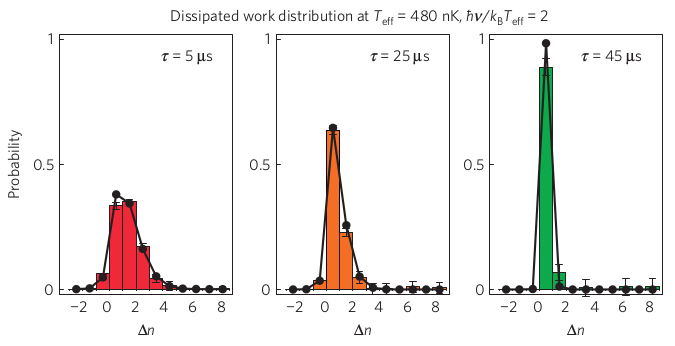 Dissipated work distribution at T_eff = 480 nK, ħν/k_B T_eff = 2
τ = 5 μs
τ = 25 μs
τ = 45 μs
Probability
1
0.5
0
1
0.5
0
1
0.5
0
−2 0 2 4 6 8
−2 0 2 4 6 8
−2 0 2 4 6 8
Δn
Δn
Δn